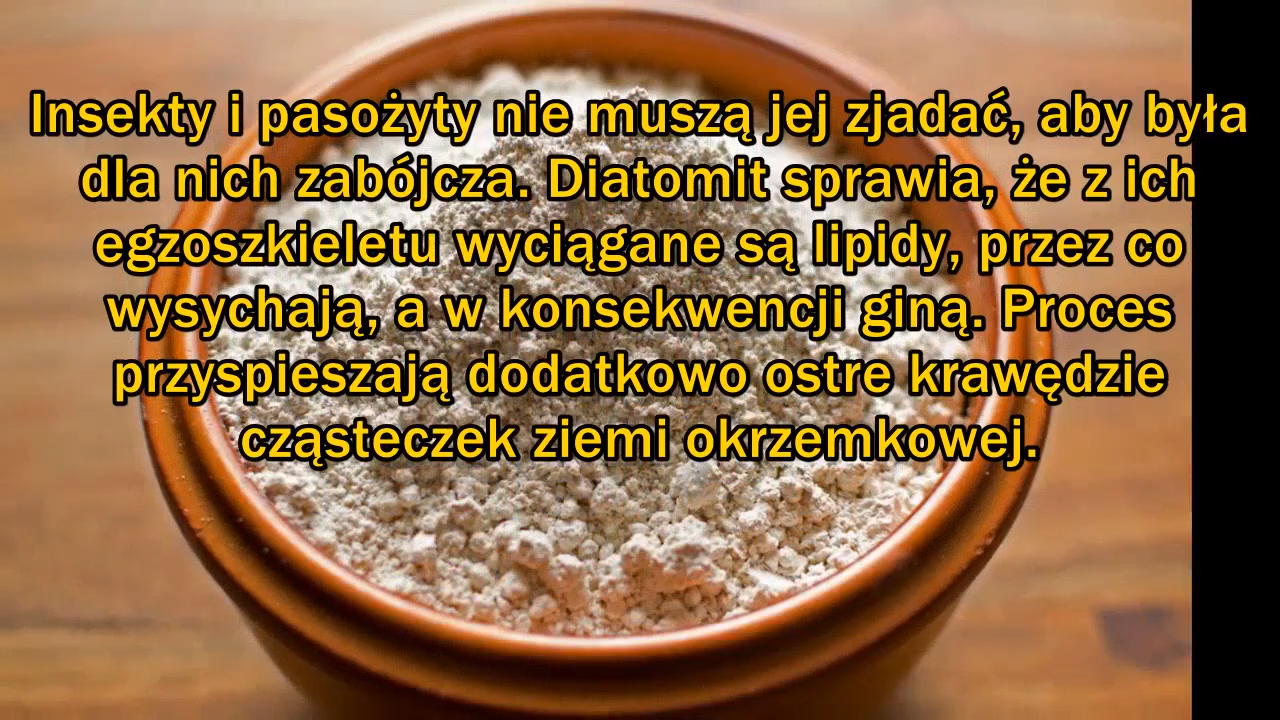 Insekty i pasożyty nie muszą jej zjadać, aby była
dla nich zabójcza. Diatomit sprawia, że z ich
egzoszkieletu wyciągane są lipidy, przez co
wysychają, a w konsekwencji giną. Proces
przyspieszają dodatkowo ostre krawędzie
cząsteczek ziemi okrzemkowej.